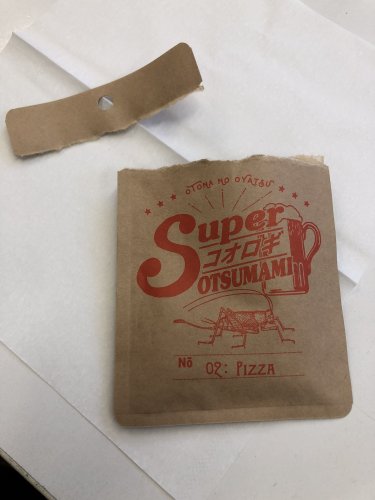 OTONA NO OYATSU
Super
コオロギ
OTSUMAMI
No 02: PIZZA